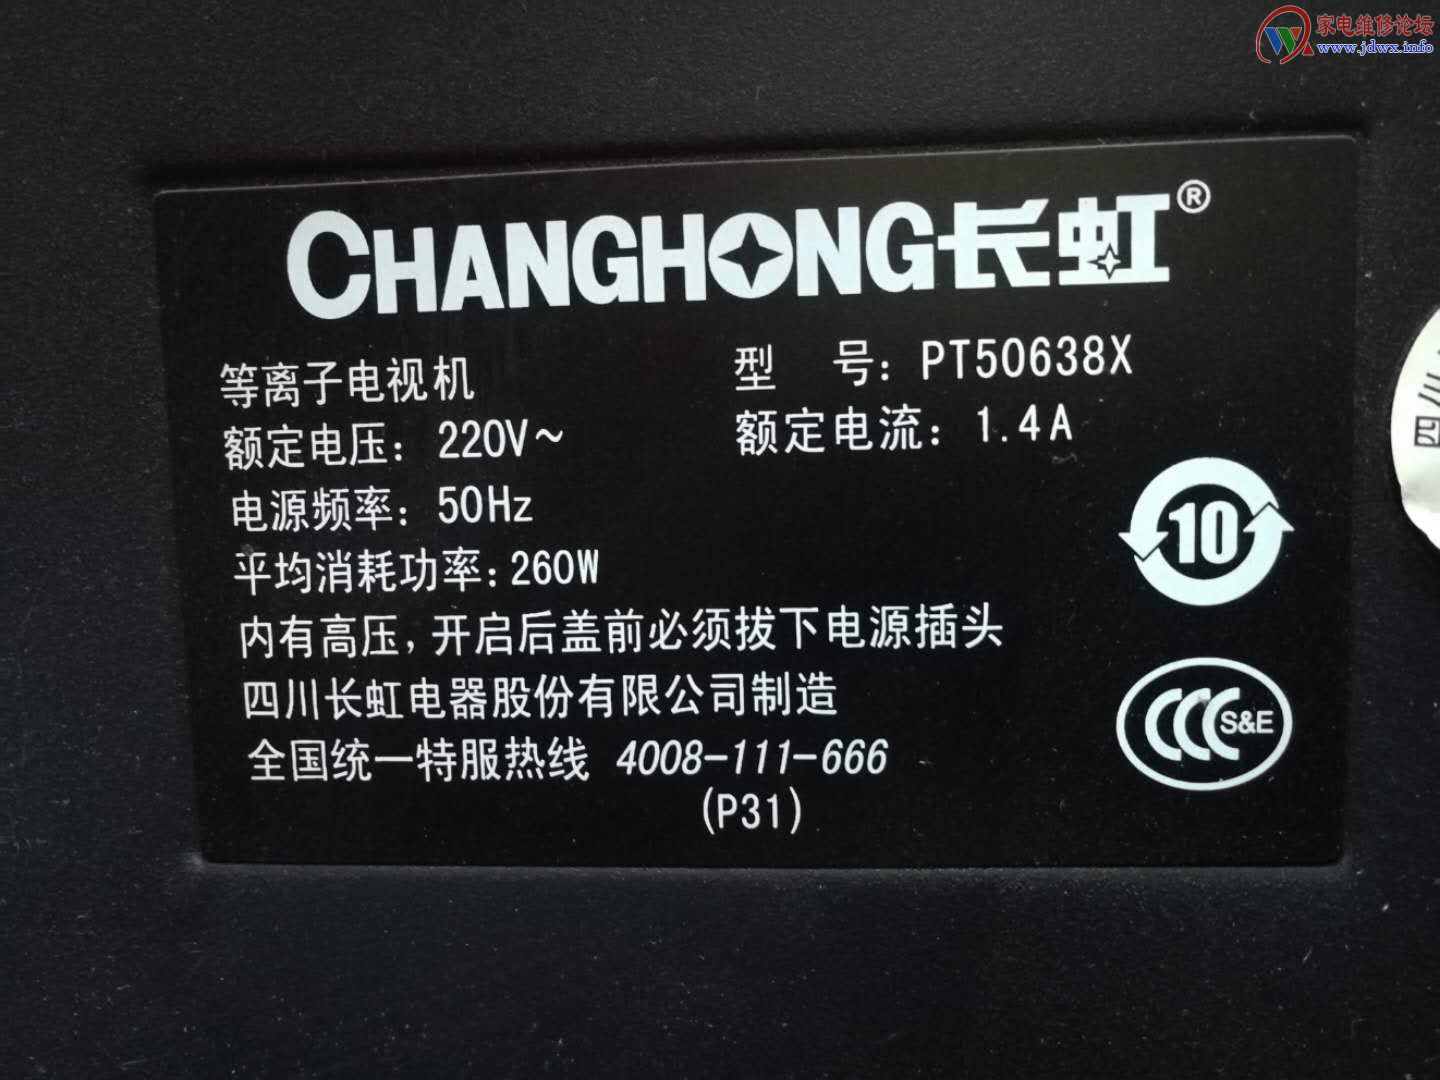 家电维修论坛
www.jdwx.info
CHANGHONG长虹®
等离子电视机 型 号: PT50638X
额定电压: 220V~ 额定电流: 1.4A
电源频率: 50Hz
平均消耗功率: 260W
10
内有高压,开启后盖前必须拔下电源插头
四川长虹电器股份有限公司制造
CCC S&E
全国统一特服热线 4008-111-666
(P31)
四川